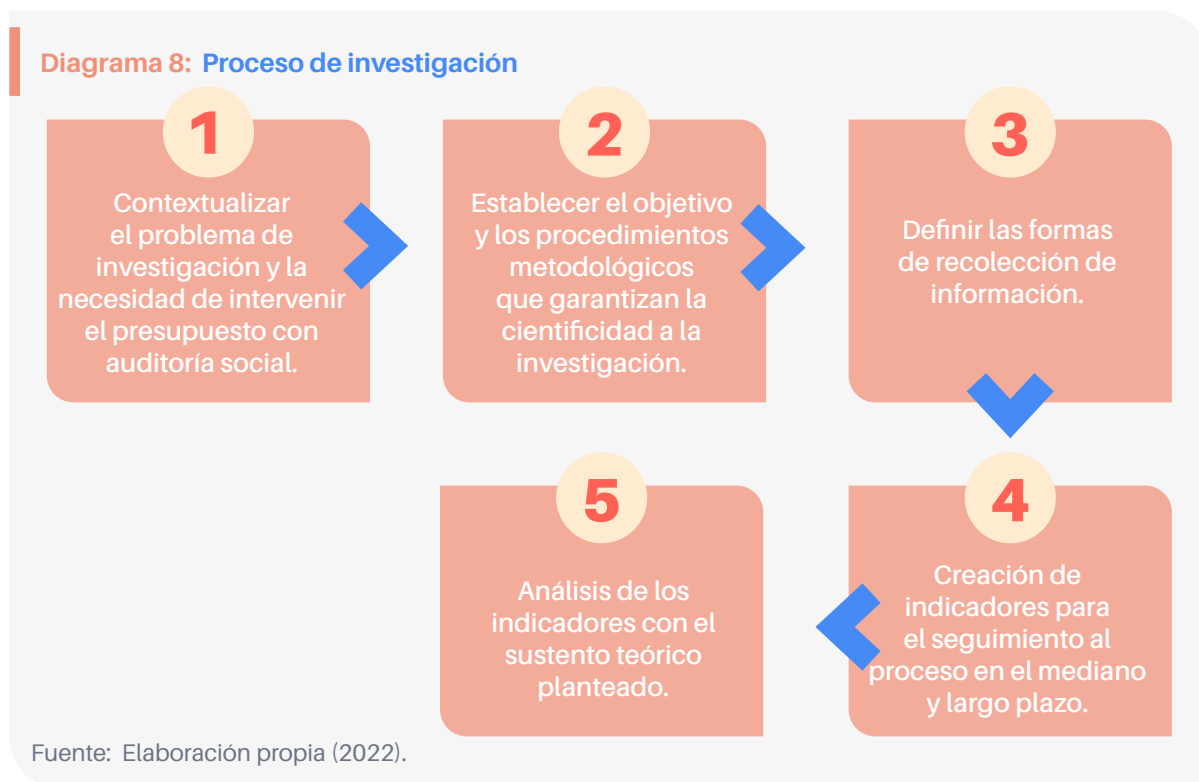 Diagrama 8: Proceso de investigación
1
Contextualizar
el problema de
investigación y la
necesidad de intervenir
el presupuesto con
auditoría social.
2
Establecer el objetivo
y los procedimientos
metodológicos
que garantizan la
cientificidad a la
investigación.
3
Definir las formas
de recolección de
información.
4
Creación de
indicadores para
el seguimiento al
proceso en el mediano
y largo plazo.
5
Análisis de los
indicadores con el
sustento teórico
planteado.
Fuente: Elaboración propia (2022).